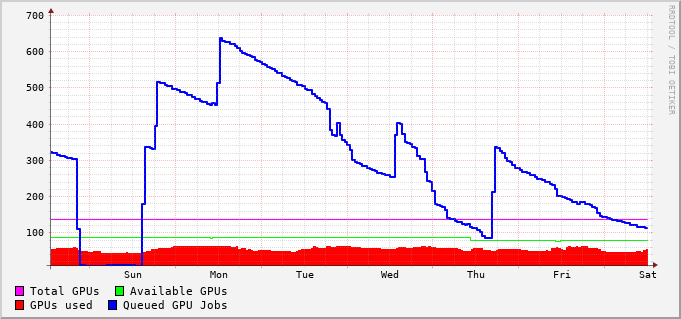 700
600
500
400
300
200
100
Sun Mon Tue Wed Thu Fri Sat
Total GPUs Available GPUs
GPUs used Queued GPU Jobs
RRDTOOL / TOBI OETIKER